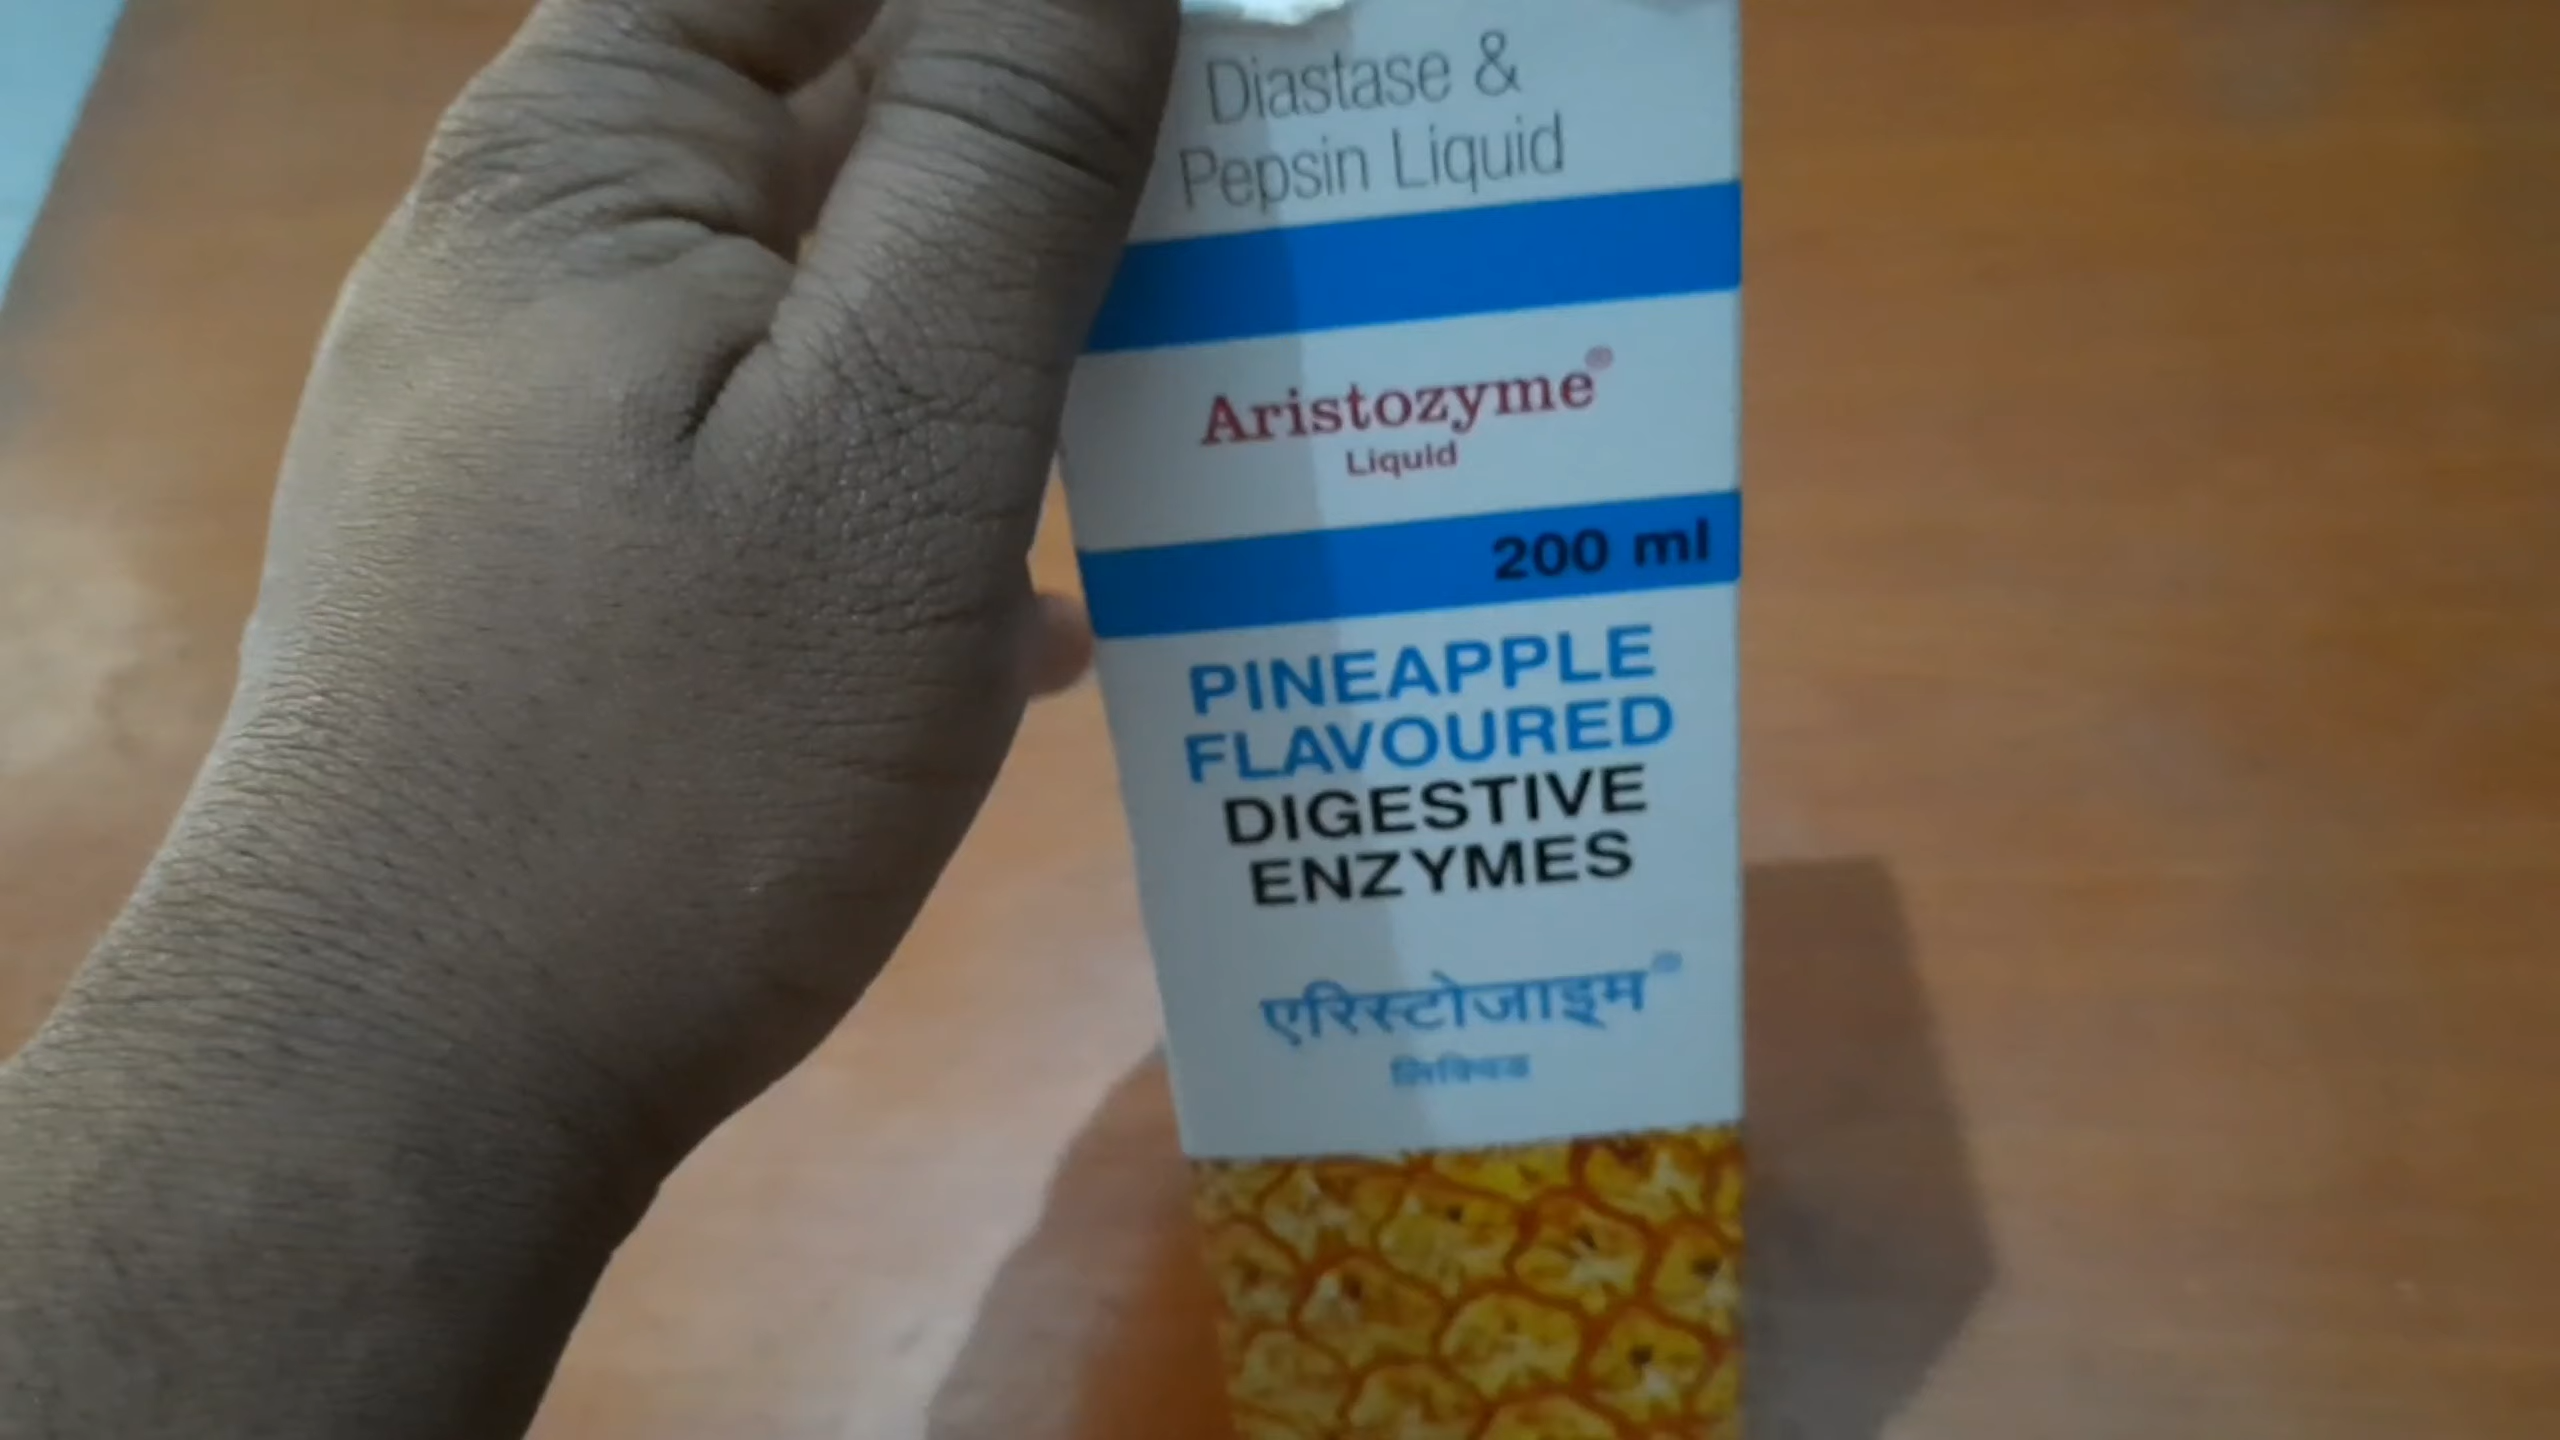 Diastase &
Pepsin Liquid
Aristozyme®
Liquid
200 ml
PINEAPPLE
FLAVOURED
DIGESTIVE
ENZYMES
एरिस्टोजाइम®
लिक्विड